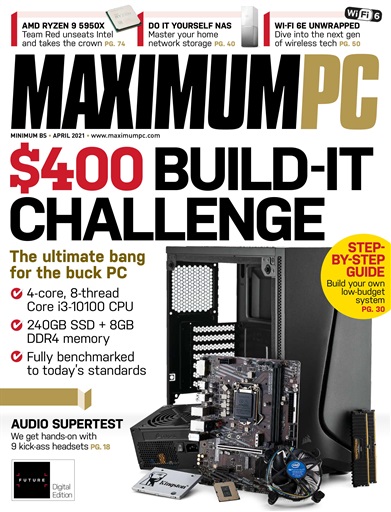 AMD RYZEN 9 5950X
Team Red unseats Intel
and takes the crown PG. 74
DO IT YOURSELF NAS
Master your home
network storage PG. 40
WI-FI 6E UNWRAPPED
Dive into the next gen
of wireless tech PG. 50
WiFi 6
MAXIMUMPC
MINIMUM BS • APRIL 2021 • www.maximumpc.com
$400 BUILD-IT
CHALLENGE
The ultimate bang
for the buck PC
4-core, 8-thread
Core i3-10100 CPU
240GB SSD + 8GB
DDR4 memory
Fully benchmarked
to today's standards
STEP-
BY-STEP
GUIDE
Build your own
low-budget
system
PG. 30
AUDIO SUPERTEST
We get hands-on with
9 kick-ass headsets PG. 18
FUTURE
Digital
Edition
Kingston
intel